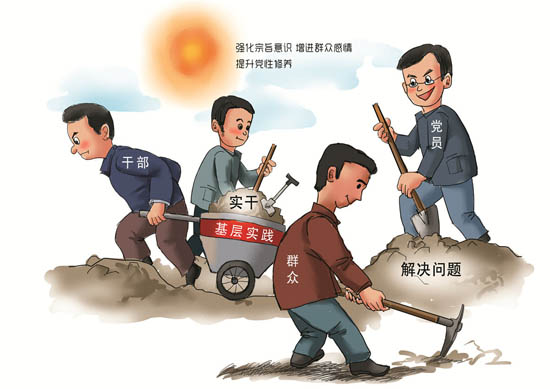 强化宗旨意识 增进群众感情
提升党性修养
干部
党员
实干
基层实践
群众
解决问题